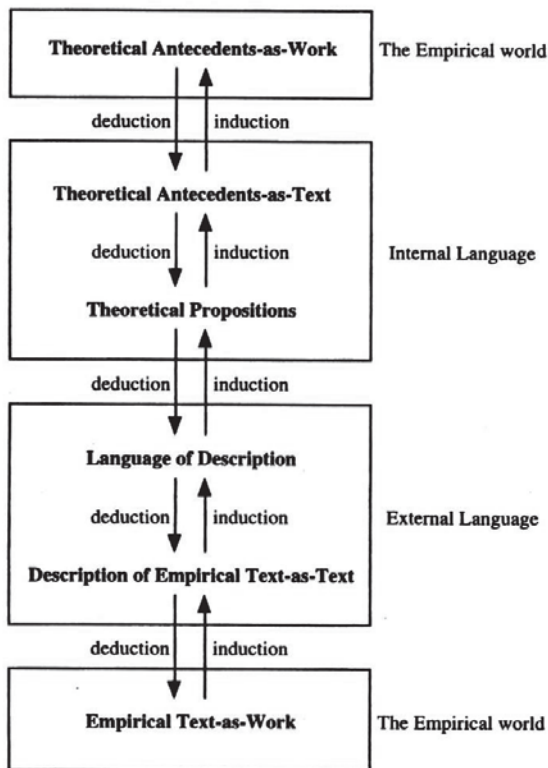 Theoretical Antecedents-as-Work
The Empirical world
deduction
induction
Theoretical Antecedents-as-Text
deduction
induction
Internal Language
Theoretical Propositions
deduction
induction
Language of Description
deduction
induction
External Language
Description of Empirical Text-as-Text
deduction
induction
Empirical Text-as-Work
The Empirical world